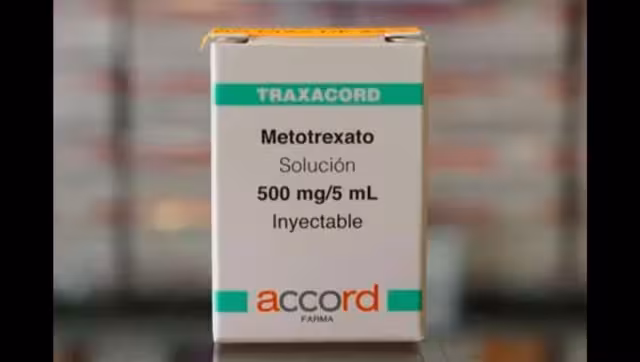 TRAXACORD
Metotrexato
Solución
500 mg/5 mL
Inyectable
accord
FARMA